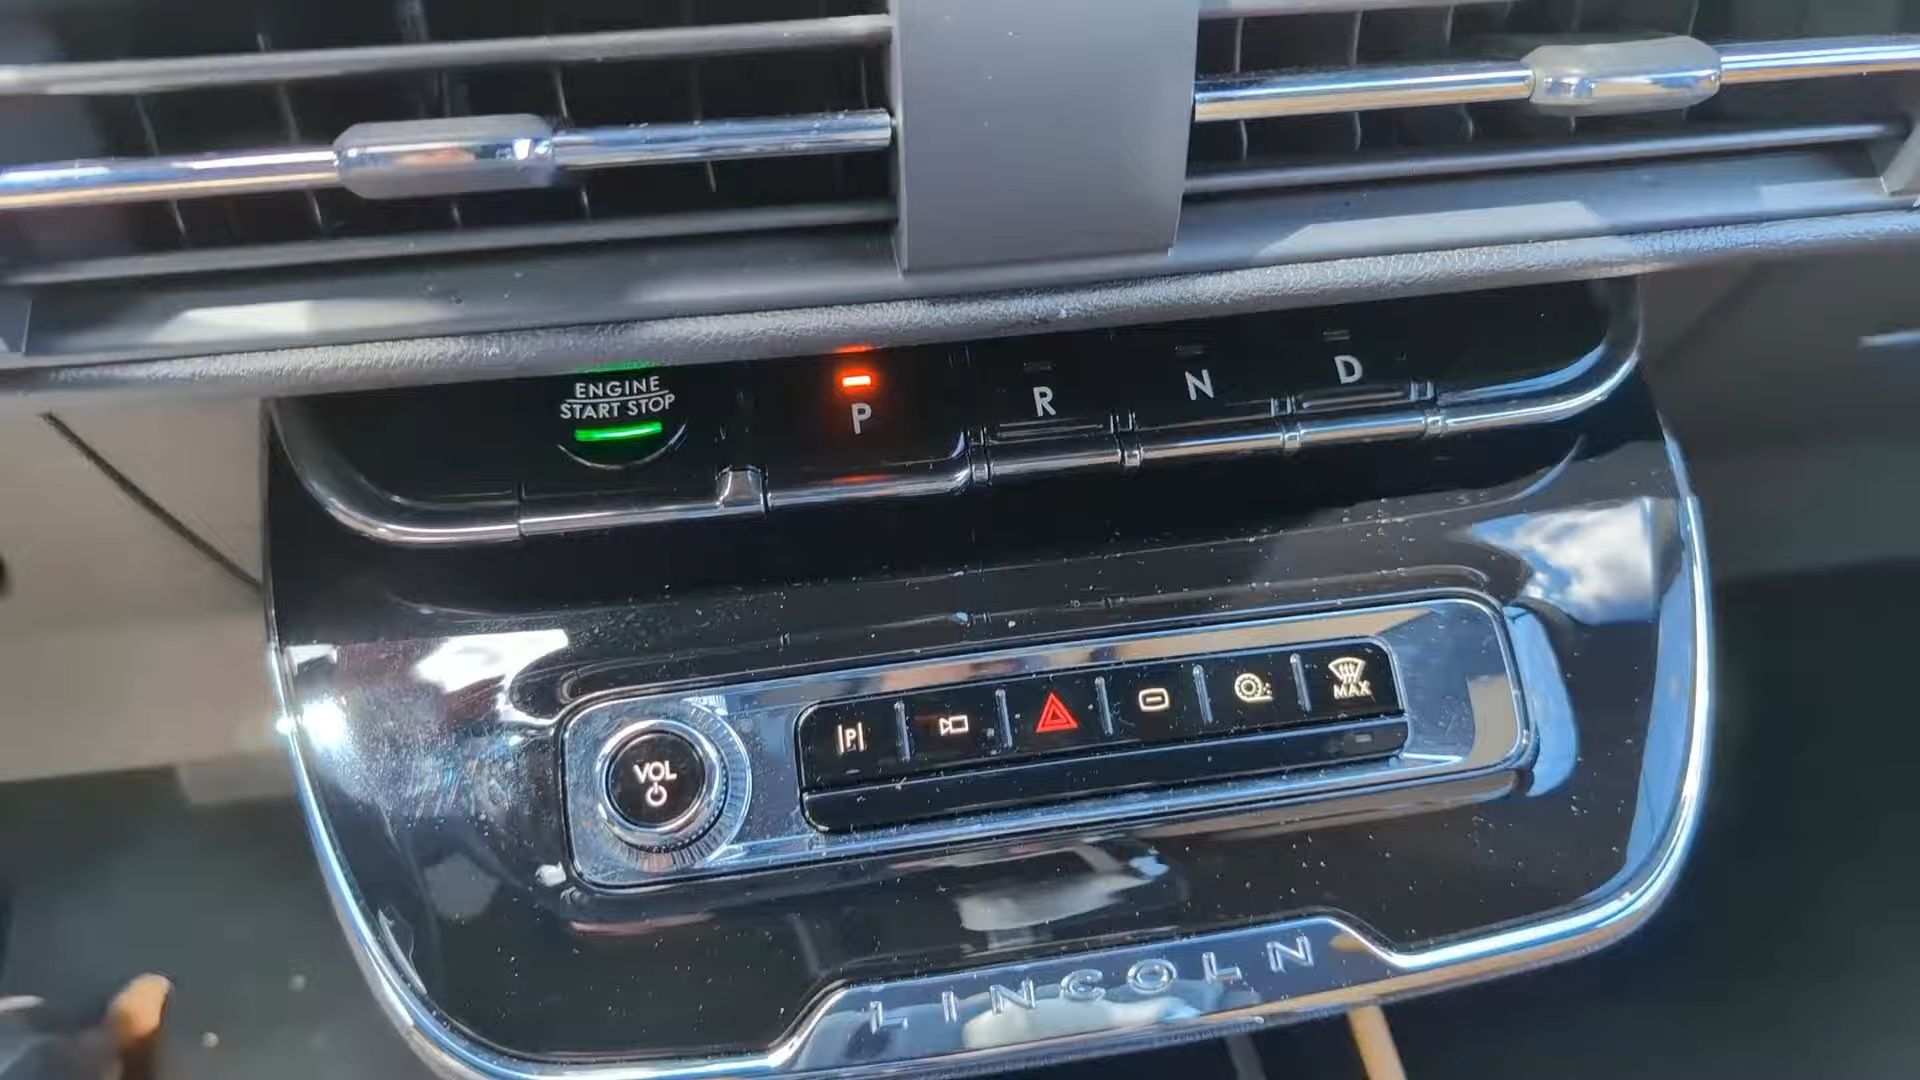 ENGINE
START STOP
P R N D
VOL
P
MAX
LINCOLN